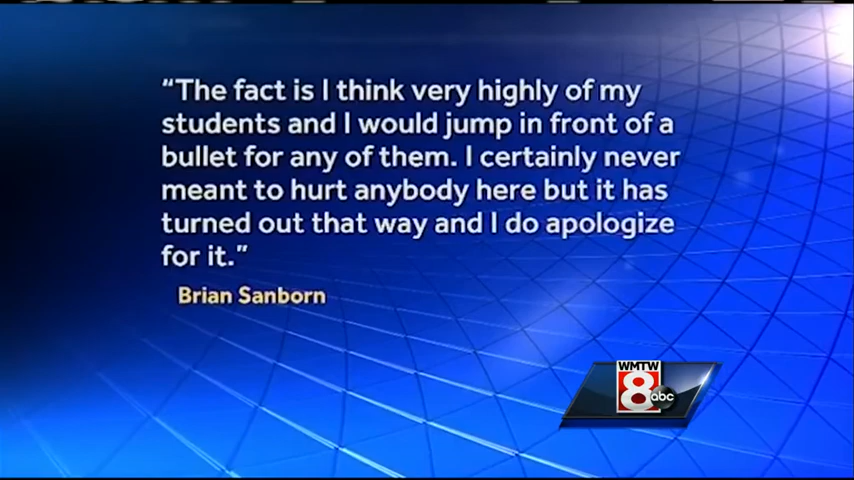 “The fact is I think very highly of my
students and I would jump in front of a
bullet for any of them. I certainly never
meant to hurt anybody here but it has
turned out that way and I do apologize
for it.”
Brian Sanborn
WMTW
8
abc